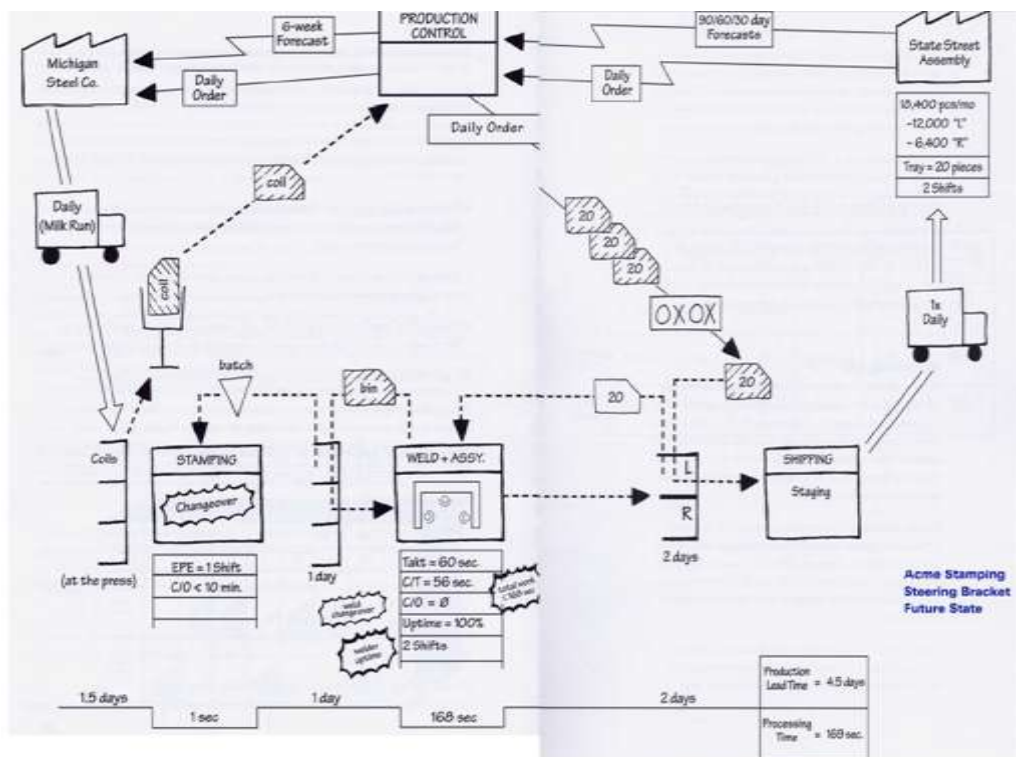 6-week
Forecast
PRODUCTION
CONTROL
90/60/30 day
Forecasts
Michigan
Steel Co.
State Street
Assembly
Daily
Order
Daily
Order
Daily Order
18,400 pcs/mo
-12,000 "L"
-6,400 "R"
Tray = 20 pieces
2 Shifts
coil
Daily
(Milk Run)
20
20
20
coil
OXOX
1x
Daily
batch
bin
20
20
Coils
STAMPING
WELD + ASSY.
L
SHIPPING
Changeover
Staging
R
2 days
(at the press)
EPE = 1 Shift
C/O < 10 min.
1 day
Takt = 60 sec.
C/T = 56 sec.
C/O = Ø
Uptime = 100%
2 Shifts
total work
≤ 168 sec
weld
changeover
welder
uptime
Acme Stamping
Steering Bracket
Future State
1.5 days
1 sec
1 day
168 sec
2 days
Production
Lead Time = 4.5 days
Processing
Time = 169 sec.